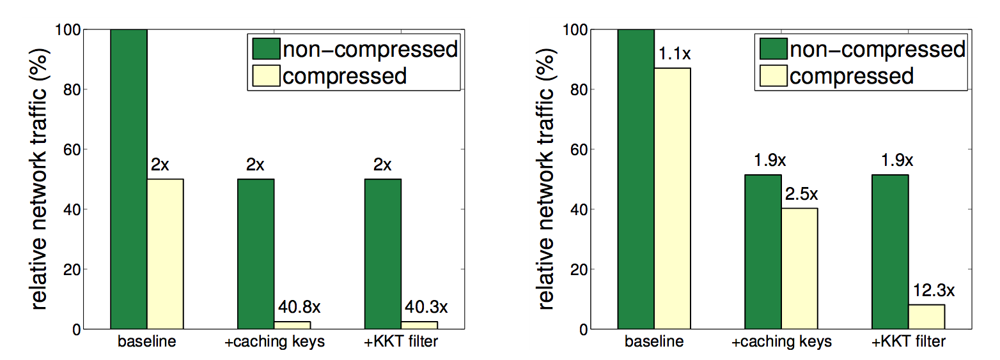 relative network traffic (%)
100
80
60
40
20
0
non−compressed
compressed
2x
2x
2x
40.8x
40.3x
baseline
+caching keys
+KKT filter
relative network traffic (%)
100
80
60
40
20
0
non−compressed
compressed
1.1x
1.9x
1.9x
2.5x
12.3x
baseline
+caching keys
+KKT filter